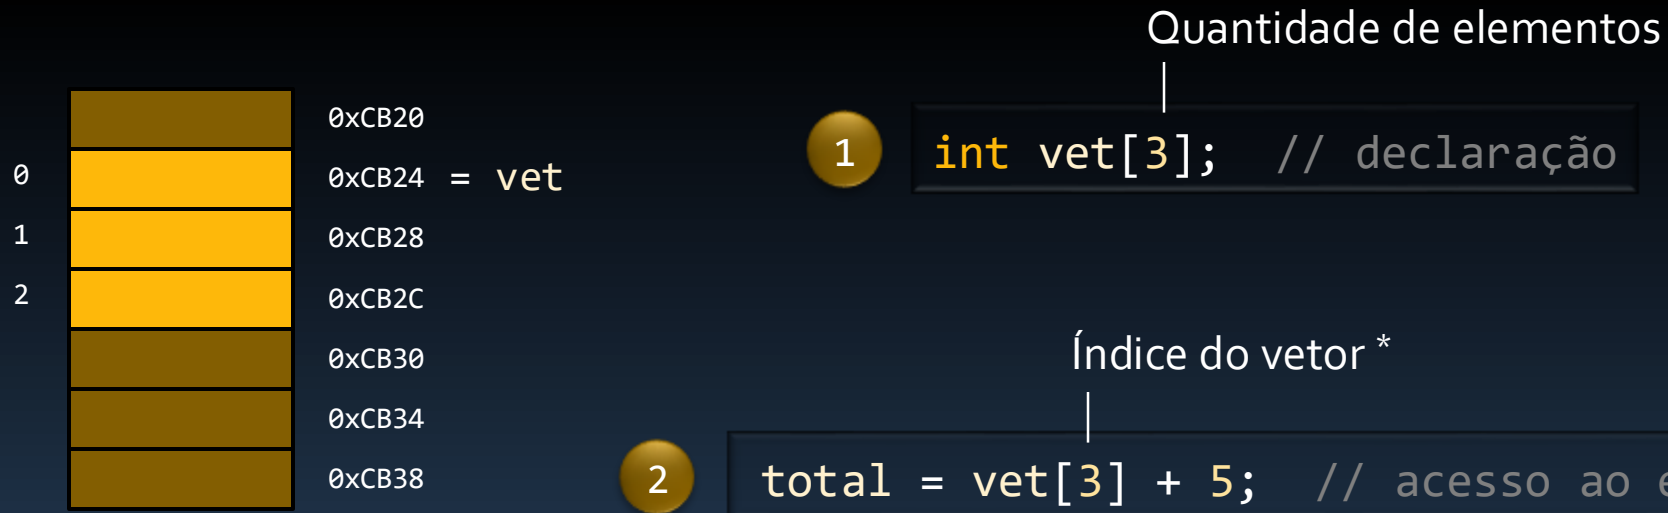 Quantidade de elementos
0xCB20
1 int vet[3]; // declaração
0 0xCB24 = vet
1 0xCB28
2 0xCB2C
0xCB30
Índice do vetor *
0xCB34
0xCB38
2 total = vet[3] + 5; // acesso ao